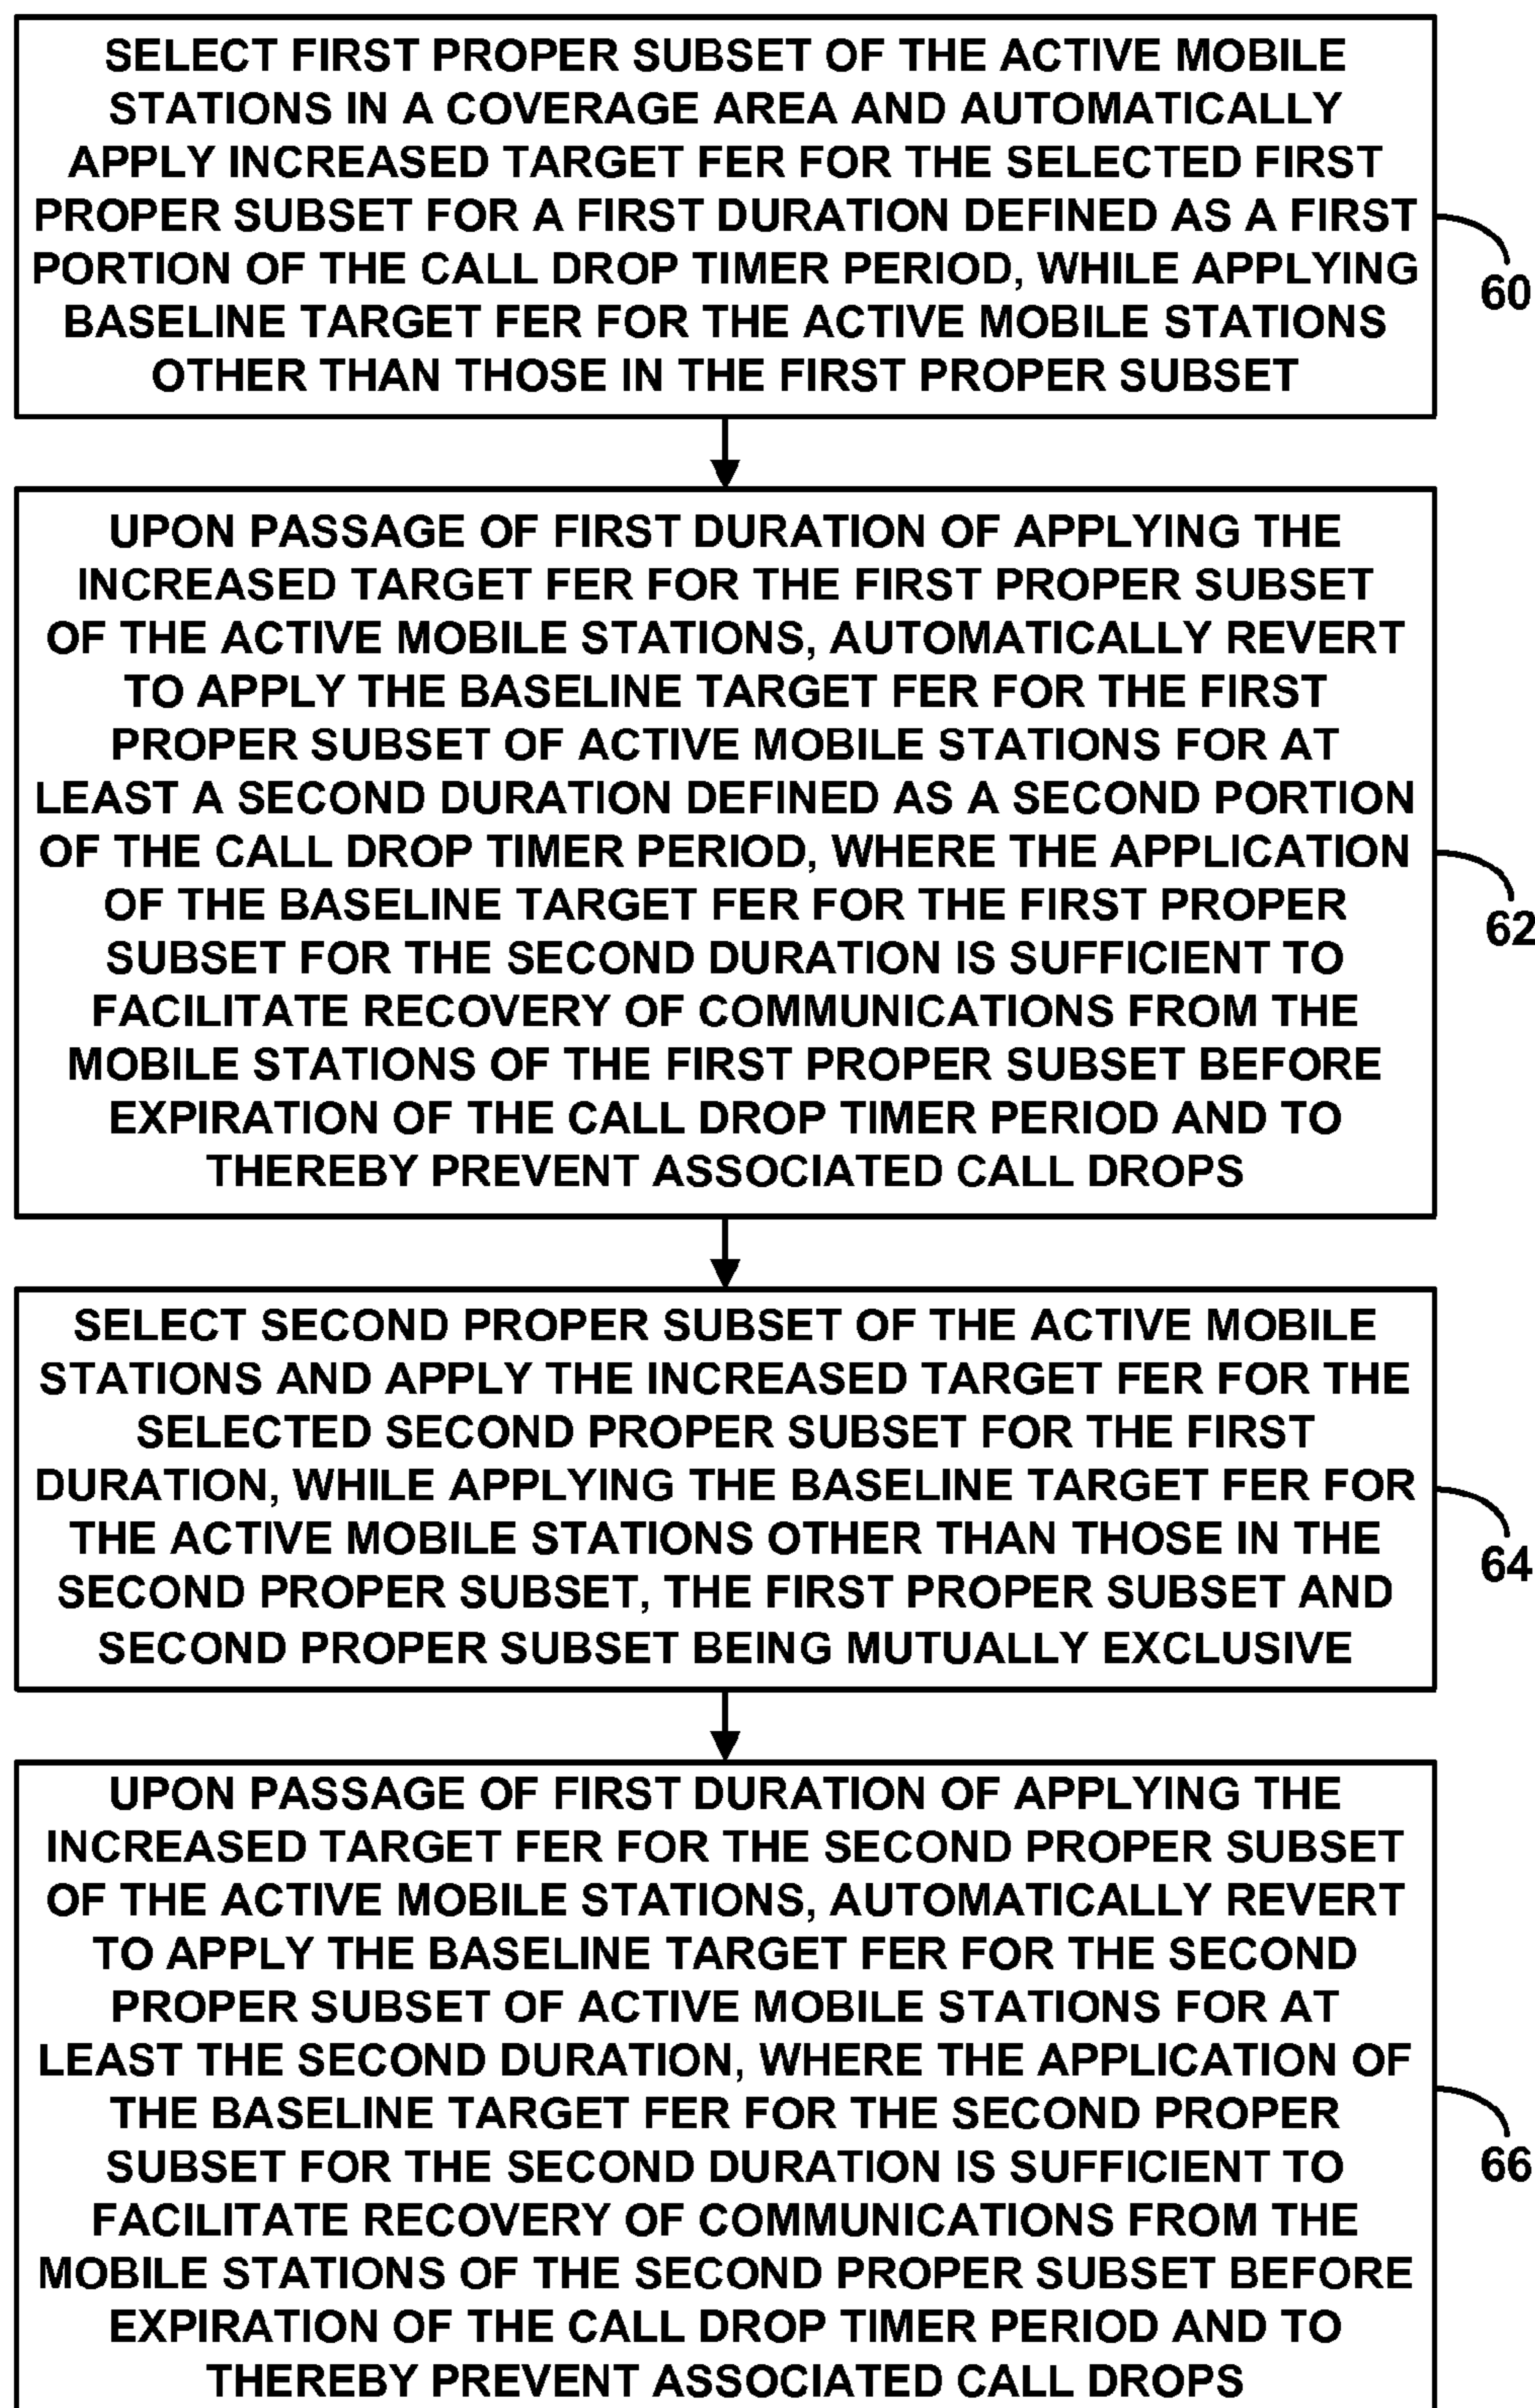 SELECT FIRST PROPER SUBSET OF THE ACTIVE MOBILE
STATIONS IN A COVERAGE AREA AND AUTOMATICALLY
APPLY INCREASED TARGET FER FOR THE SELECTED FIRST
PROPER SUBSET FOR A FIRST DURATION DEFINED AS A FIRST
PORTION OF THE CALL DROP TIMER PERIOD, WHILE APPLYING
BASELINE TARGET FER FOR THE ACTIVE MOBILE STATIONS
OTHER THAN THOSE IN THE FIRST PROPER SUBSET
60
UPON PASSAGE OF FIRST DURATION OF APPLYING THE
INCREASED TARGET FER FOR THE FIRST PROPER SUBSET
OF THE ACTIVE MOBILE STATIONS, AUTOMATICALLY REVERT
TO APPLY THE BASELINE TARGET FER FOR THE FIRST
PROPER SUBSET OF ACTIVE MOBILE STATIONS FOR AT
LEAST A SECOND DURATION DEFINED AS A SECOND PORTION
OF THE CALL DROP TIMER PERIOD, WHERE THE APPLICATION
OF THE BASELINE TARGET FER FOR THE FIRST PROPER
SUBSET FOR THE SECOND DURATION IS SUFFICIENT TO
FACILITATE RECOVERY OF COMMUNICATIONS FROM THE
MOBILE STATIONS OF THE FIRST PROPER SUBSET BEFORE
EXPIRATION OF THE CALL DROP TIMER PERIOD AND TO
THEREBY PREVENT ASSOCIATED CALL DROPS
62
SELECT SECOND PROPER SUBSET OF THE ACTIVE MOBILE
STATIONS AND APPLY THE INCREASED TARGET FER FOR THE
SELECTED SECOND PROPER SUBSET FOR THE FIRST
DURATION, WHILE APPLYING THE BASELINE TARGET FER FOR
THE ACTIVE MOBILE STATIONS OTHER THAN THOSE IN THE
SECOND PROPER SUBSET, THE FIRST PROPER SUBSET AND
SECOND PROPER SUBSET BEING MUTUALLY EXCLUSIVE
64
UPON PASSAGE OF FIRST DURATION OF APPLYING THE
INCREASED TARGET FER FOR THE SECOND PROPER SUBSET
OF THE ACTIVE MOBILE STATIONS, AUTOMATICALLY REVERT
TO APPLY THE BASELINE TARGET FER FOR THE SECOND
PROPER SUBSET OF ACTIVE MOBILE STATIONS FOR AT
LEAST THE SECOND DURATION, WHERE THE APPLICATION OF
THE BASELINE TARGET FER FOR THE SECOND PROPER
SUBSET FOR THE SECOND DURATION IS SUFFICIENT TO
FACILITATE RECOVERY OF COMMUNICATIONS FROM THE
MOBILE STATIONS OF THE SECOND PROPER SUBSET BEFORE
EXPIRATION OF THE CALL DROP TIMER PERIOD AND TO
THEREBY PREVENT ASSOCIATED CALL DROPS
66